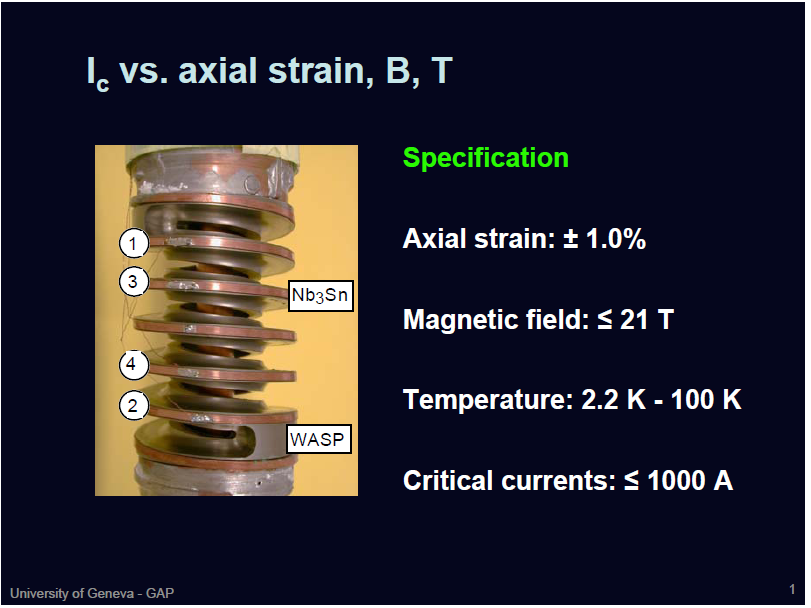 Ic vs. axial strain, B, T
Specification
1
Axial strain: ± 1.0%
3
Nb3Sn
Magnetic field: ≤ 21 T
4
Temperature: 2.2 K - 100 K
2
WASP
Critical currents: ≤ 1000 A
University of Geneva - GAP
1